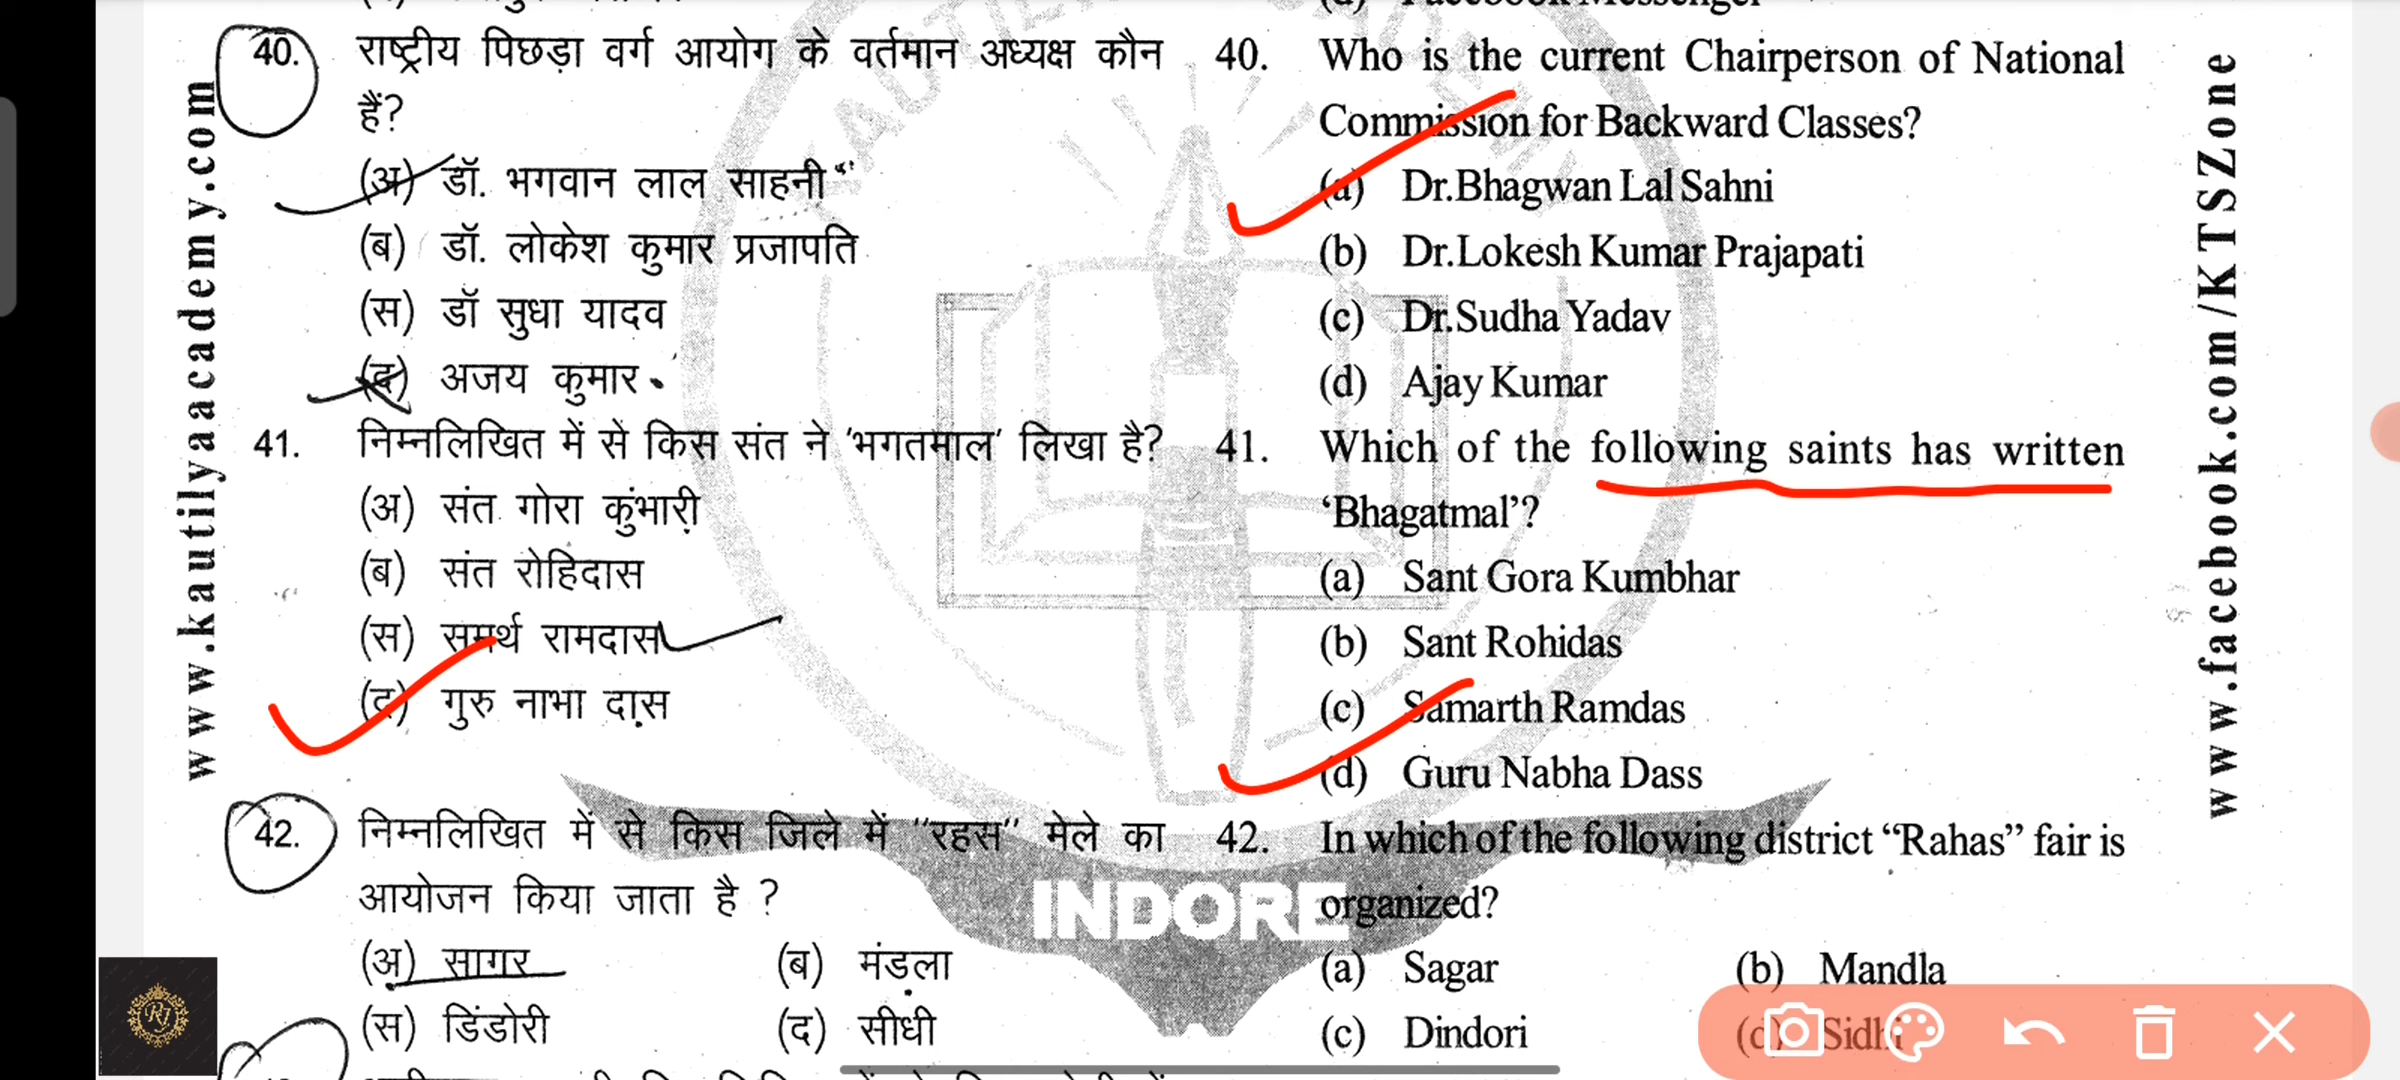 40. राष्ट्रीय पिछड़ा वर्ग आयोग के वर्तमान अध्यक्ष कौन
हैं?
(अ) डॉ. भगवान लाल साहनी
(ब) डॉ. लोकेश कुमार प्रजापति
(स) डॉ सुधा यादव
(द) अजय कुमार
41. निम्नलिखित में से किस संत ने 'भगतमाल' लिखा है?
(अ) संत गोरा कुंभारी
(ब) संत रोहिदास
(स) समर्थ रामदास
(द) गुरु नाभा दास
42. निम्नलिखित में से किस जिले में "रहस" मेले का
आयोजन किया जाता है ?
(अ) सागर (ब) मंडला
(स) डिंडोरी (द) सीधी
40. Who is the current Chairperson of National
Commission for Backward Classes?
(a) Dr.Bhagwan Lal Sahni
(b) Dr.Lokesh Kumar Prajapati
(c) Dr.Sudha Yadav
(d) Ajay Kumar
41. Which of the following saints has written
‘Bhagatmal’?
(a) Sant Gora Kumbhar
(b) Sant Rohidas
(c) Samarth Ramdas
(d) Guru Nabha Dass
42. In which of the following district “Rahas” fair is
organized?
(a) Sagar (b) Mandla
(c) Dindori (d) Sidhi
www.kautilyaacademy.com
www.facebook.com/KTSZone
INDORE
RJ